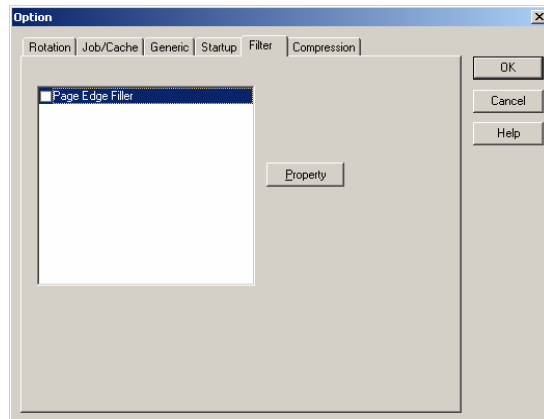 Option
Rotation Job/Cache Generic Startup Filter Compression
OK
Page Edge Filler
Cancel
Help
Property